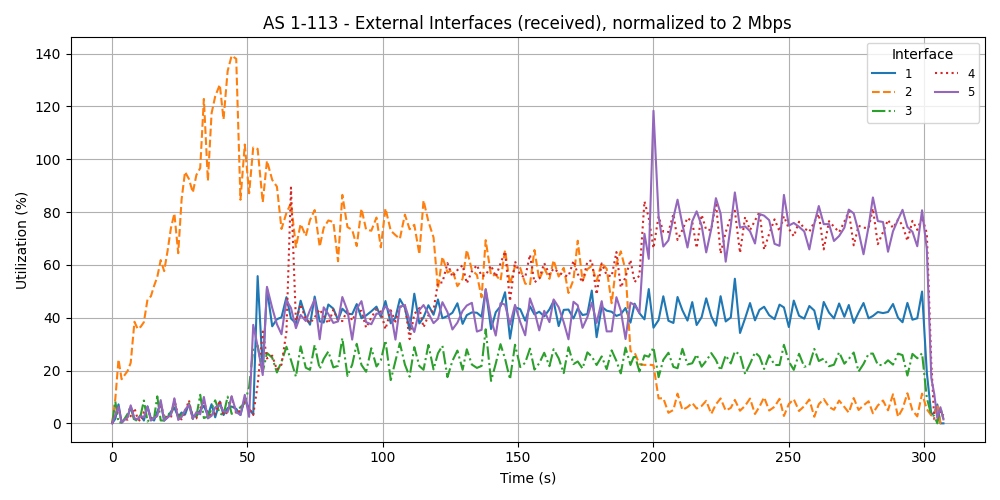 AS 1-113 - External Interfaces (received), normalized to 2 Mbps
Utilization (%)
140
120
100
80
60
40
20
0
0 50 100 150 200 250 300
Time (s)
Interface
1 4
2 5
3